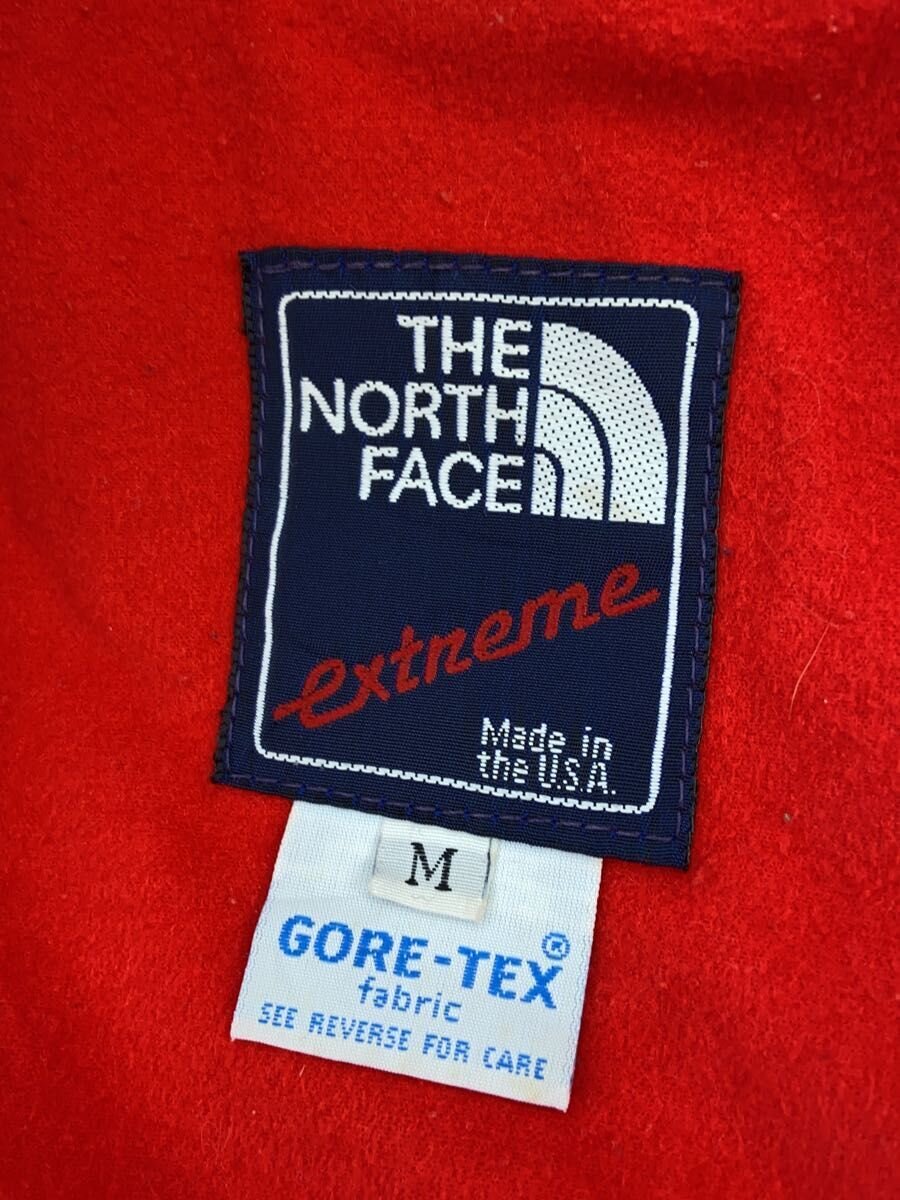 THE
NORTH
FACE
extreme
Made in
the U.S.A.
M
GORE-TEX®
fabric
SEE REVERSE FOR CARE